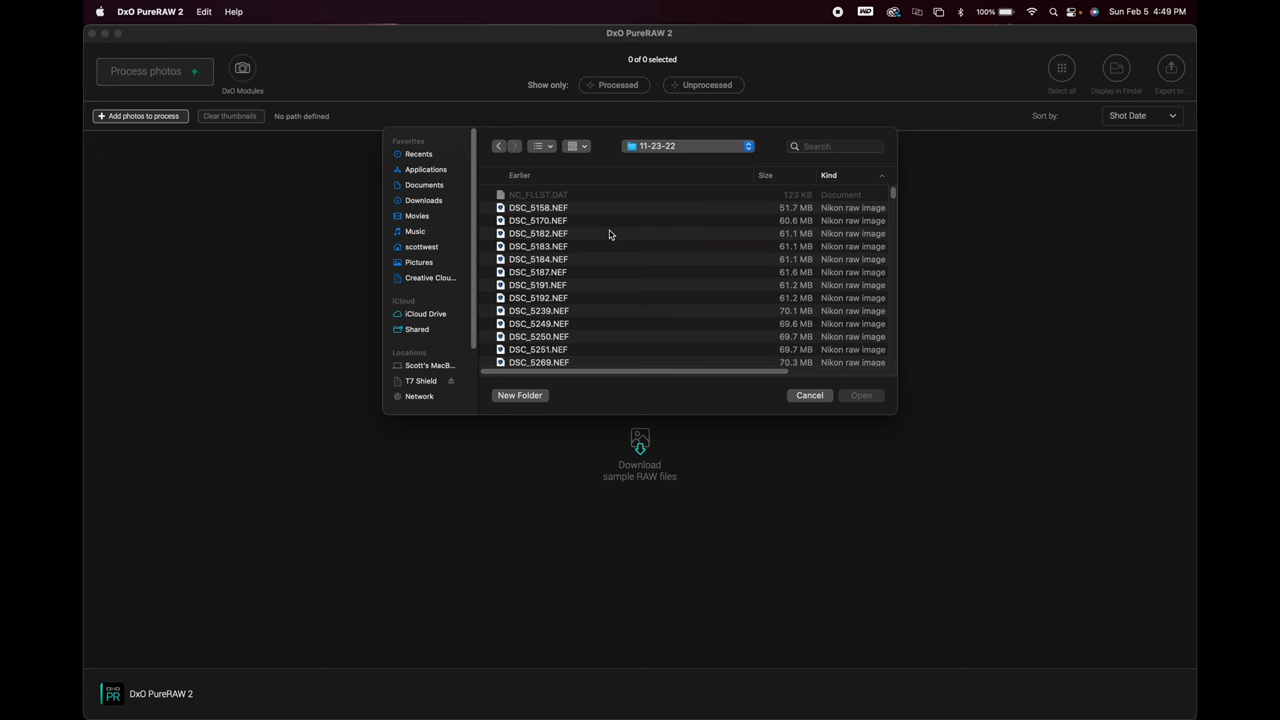 DxO PureRAW 2 Edit Help
WD 100% Sun Feb 5 4:49 PM
DxO PureRAW 2
Process photos
DxO Modules
0 of 0 selected
Show only: Processed Unprocessed
Select all
Display in Finder
Export to...
Add photos to process Clear thumbnails No path defined
Sort by: Shot Date
Favorites
Recents
Applications
Documents
Downloads
Movies
Music
scottwest
Pictures
Creative Clou...
iCloud
iCloud Drive
Shared
Locations
Scott's MacB...
T7 Shield
Network
11-23-22
Search
Earlier Size Kind
NC_FLLST.DAT 123 KB Document
DSC_5158.NEF 51.7 MB Nikon raw image
DSC_5170.NEF 60.6 MB Nikon raw image
DSC_5182.NEF 61.1 MB Nikon raw image
DSC_5183.NEF 61.1 MB Nikon raw image
DSC_5184.NEF 61.1 MB Nikon raw image
DSC_5187.NEF 61.6 MB Nikon raw image
DSC_5191.NEF 61.2 MB Nikon raw image
DSC_5192.NEF 61.2 MB Nikon raw image
DSC_5239.NEF 70.1 MB Nikon raw image
DSC_5249.NEF 69.6 MB Nikon raw image
DSC_5250.NEF 69.7 MB Nikon raw image
DSC_5251.NEF 69.7 MB Nikon raw image
DSC_5269.NEF 70.3 MB Nikon raw image
New Folder Cancel Open
Download
sample RAW files
DXO
PR
DxO PureRAW 2